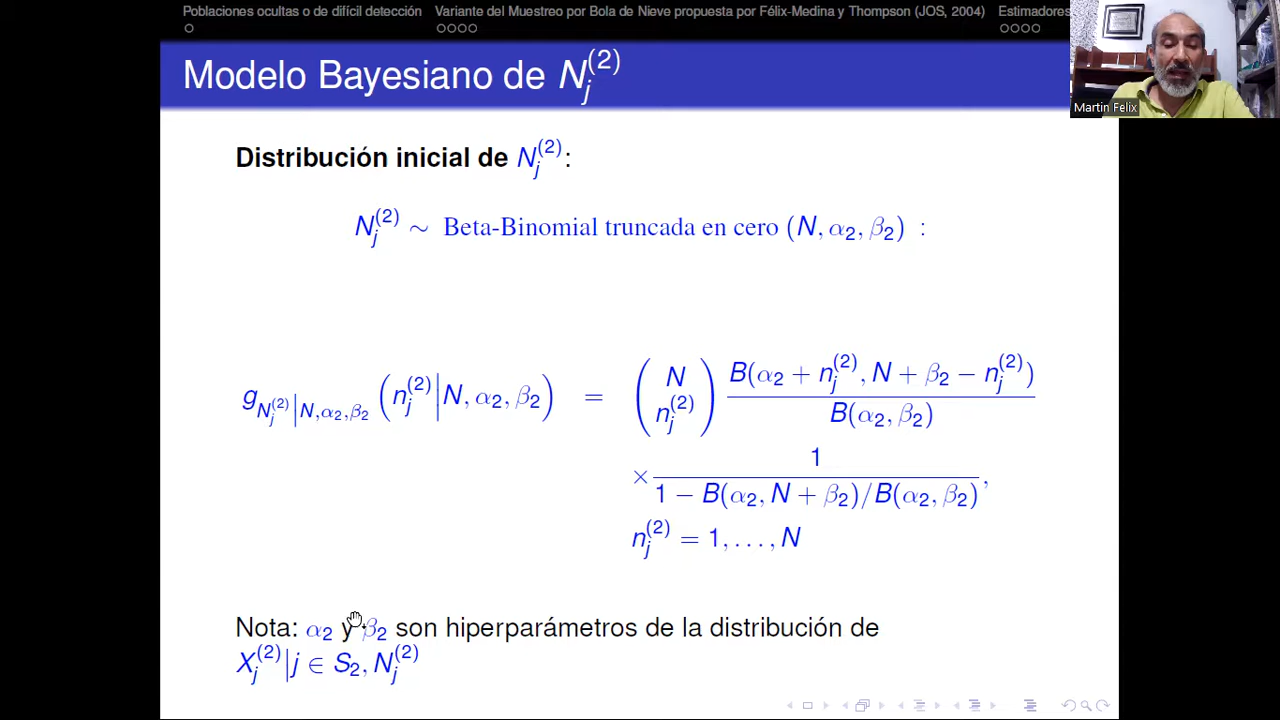 Poblaciones ocultas o de difícil detección Variante del Muestreo por Bola de Nieve propuesta por Félix-Medina y Thompson (JOS, 2004) Estimadores
Modelo Bayesiano de N_j^{(2)}
Martin Felix
Distribución inicial de N_j^{(2)}:
N_j^{(2)} ∼ Beta-Binomial truncada en cero (N, α_2, β_2) :
g_{N_j^{(2)}|N,α_2,β_2} (n_j^{(2)}|N, α_2, β_2) = \binom{N}{n_j^{(2)}} \frac{B(α_2 + n_j^{(2)}, N + β_2 − n_j^{(2)})}{B(α_2, β_2)}
× \frac{1}{1 − B(α_2, N + β_2)/B(α_2, β_2)},
n_j^{(2)} = 1, . . . , N
Nota: α_2 y β_2 son hiperparámetros de la distribución de
X_j^{(2)}|j ∈ S_2, N_j^{(2)}